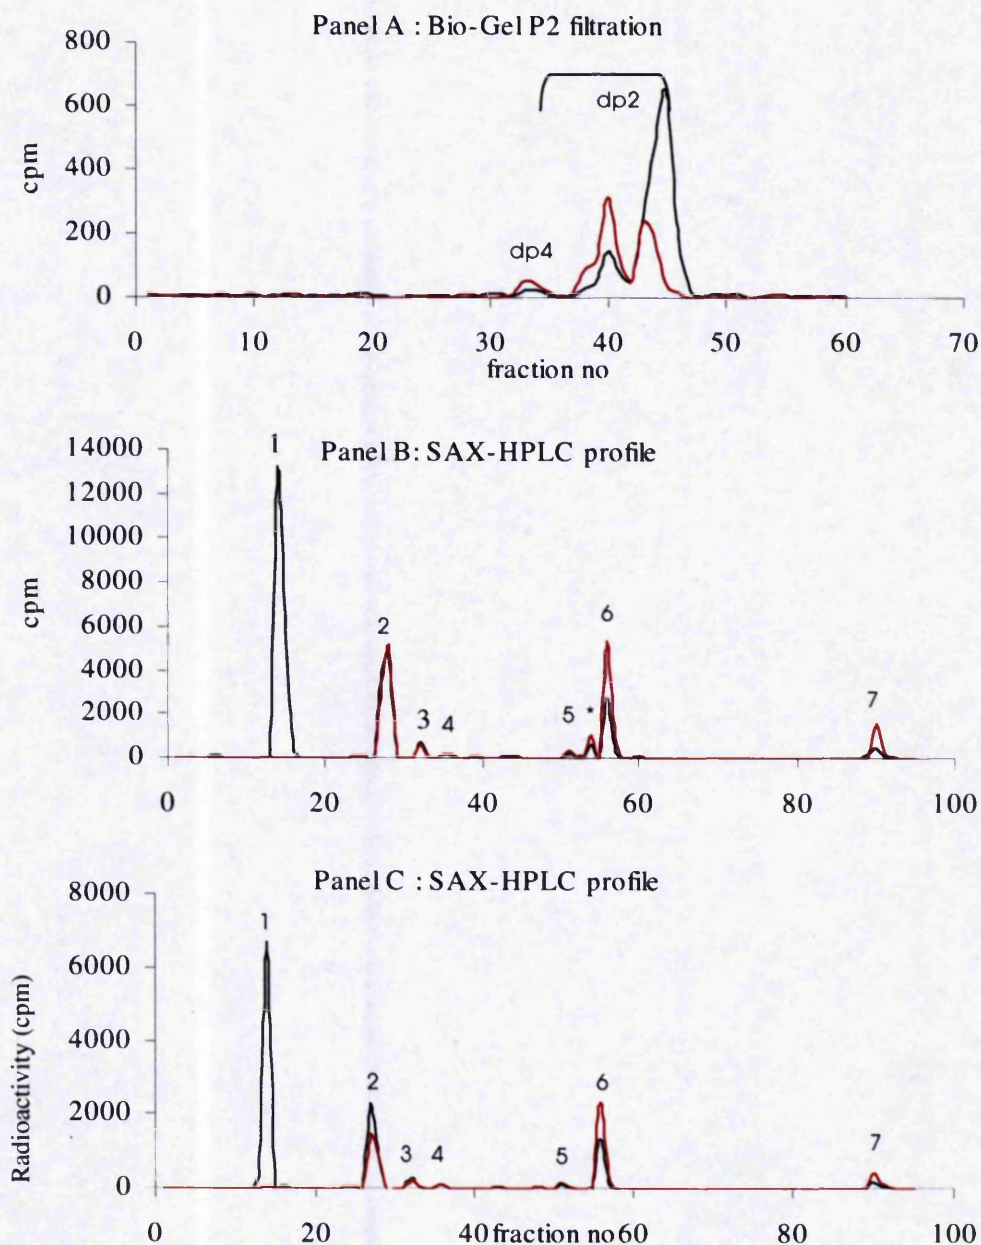 Panel A : Bio-Gel P2 filtration
800
600
400
200
0
cpm
dp4
dp2
0 10 20 30 40 50 60 70
fraction no
Panel B: SAX-HPLC profile
14000
12000
10000
8000
6000
4000
2000
0
cpm
1
2
3
4
5
*
6
7
0 20 40 60 80 100
Panel C : SAX-HPLC profile
8000
6000
4000
2000
0
Radioactivity (cpm)
1
2
3
4
5
6
7
0 20 40 fraction no 60 80 100